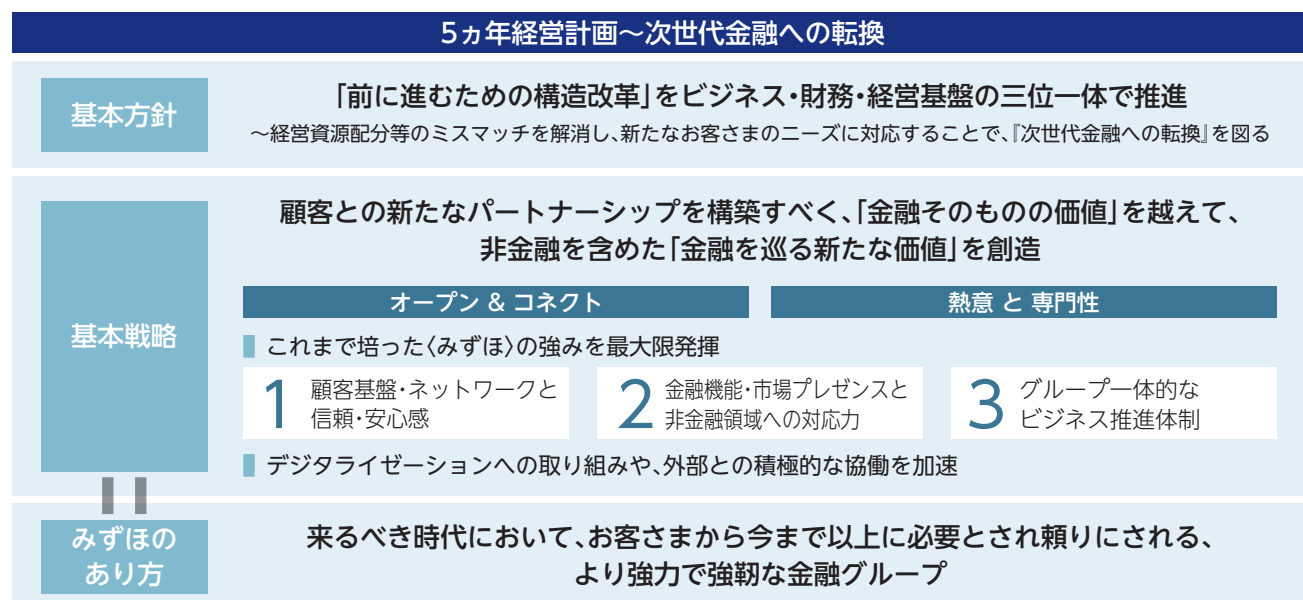 5ヵ年経営計画～次世代金融への転換
基本方針
「前に進むための構造改革」をビジネス・財務・経営基盤の三位一体で推進
～経営資源配分等のミスマッチを解消し、新たなお客さまのニーズに対応することで、『次世代金融への転換』を図る
基本戦略
顧客との新たなパートナーシップを構築すべく、「金融そのものの価値」を越えて、
非金融を含めた「金融を巡る新たな価値」を創造
オープン & コネクト
熱意 と 専門性
これまで培った〈みずほ〉の強みを最大限発揮
1 顧客基盤・ネットワークと
信頼・安心感
2 金融機能・市場プレゼンスと
非金融領域への対応力
3 グループ一体的な
ビジネス推進体制
デジタライゼーションへの取り組みや、外部との積極的な協働を加速
みずほの
あり方
来るべき時代において、お客さまから今まで以上に必要とされ頼りにされる、
より強力で強靭な金融グループ